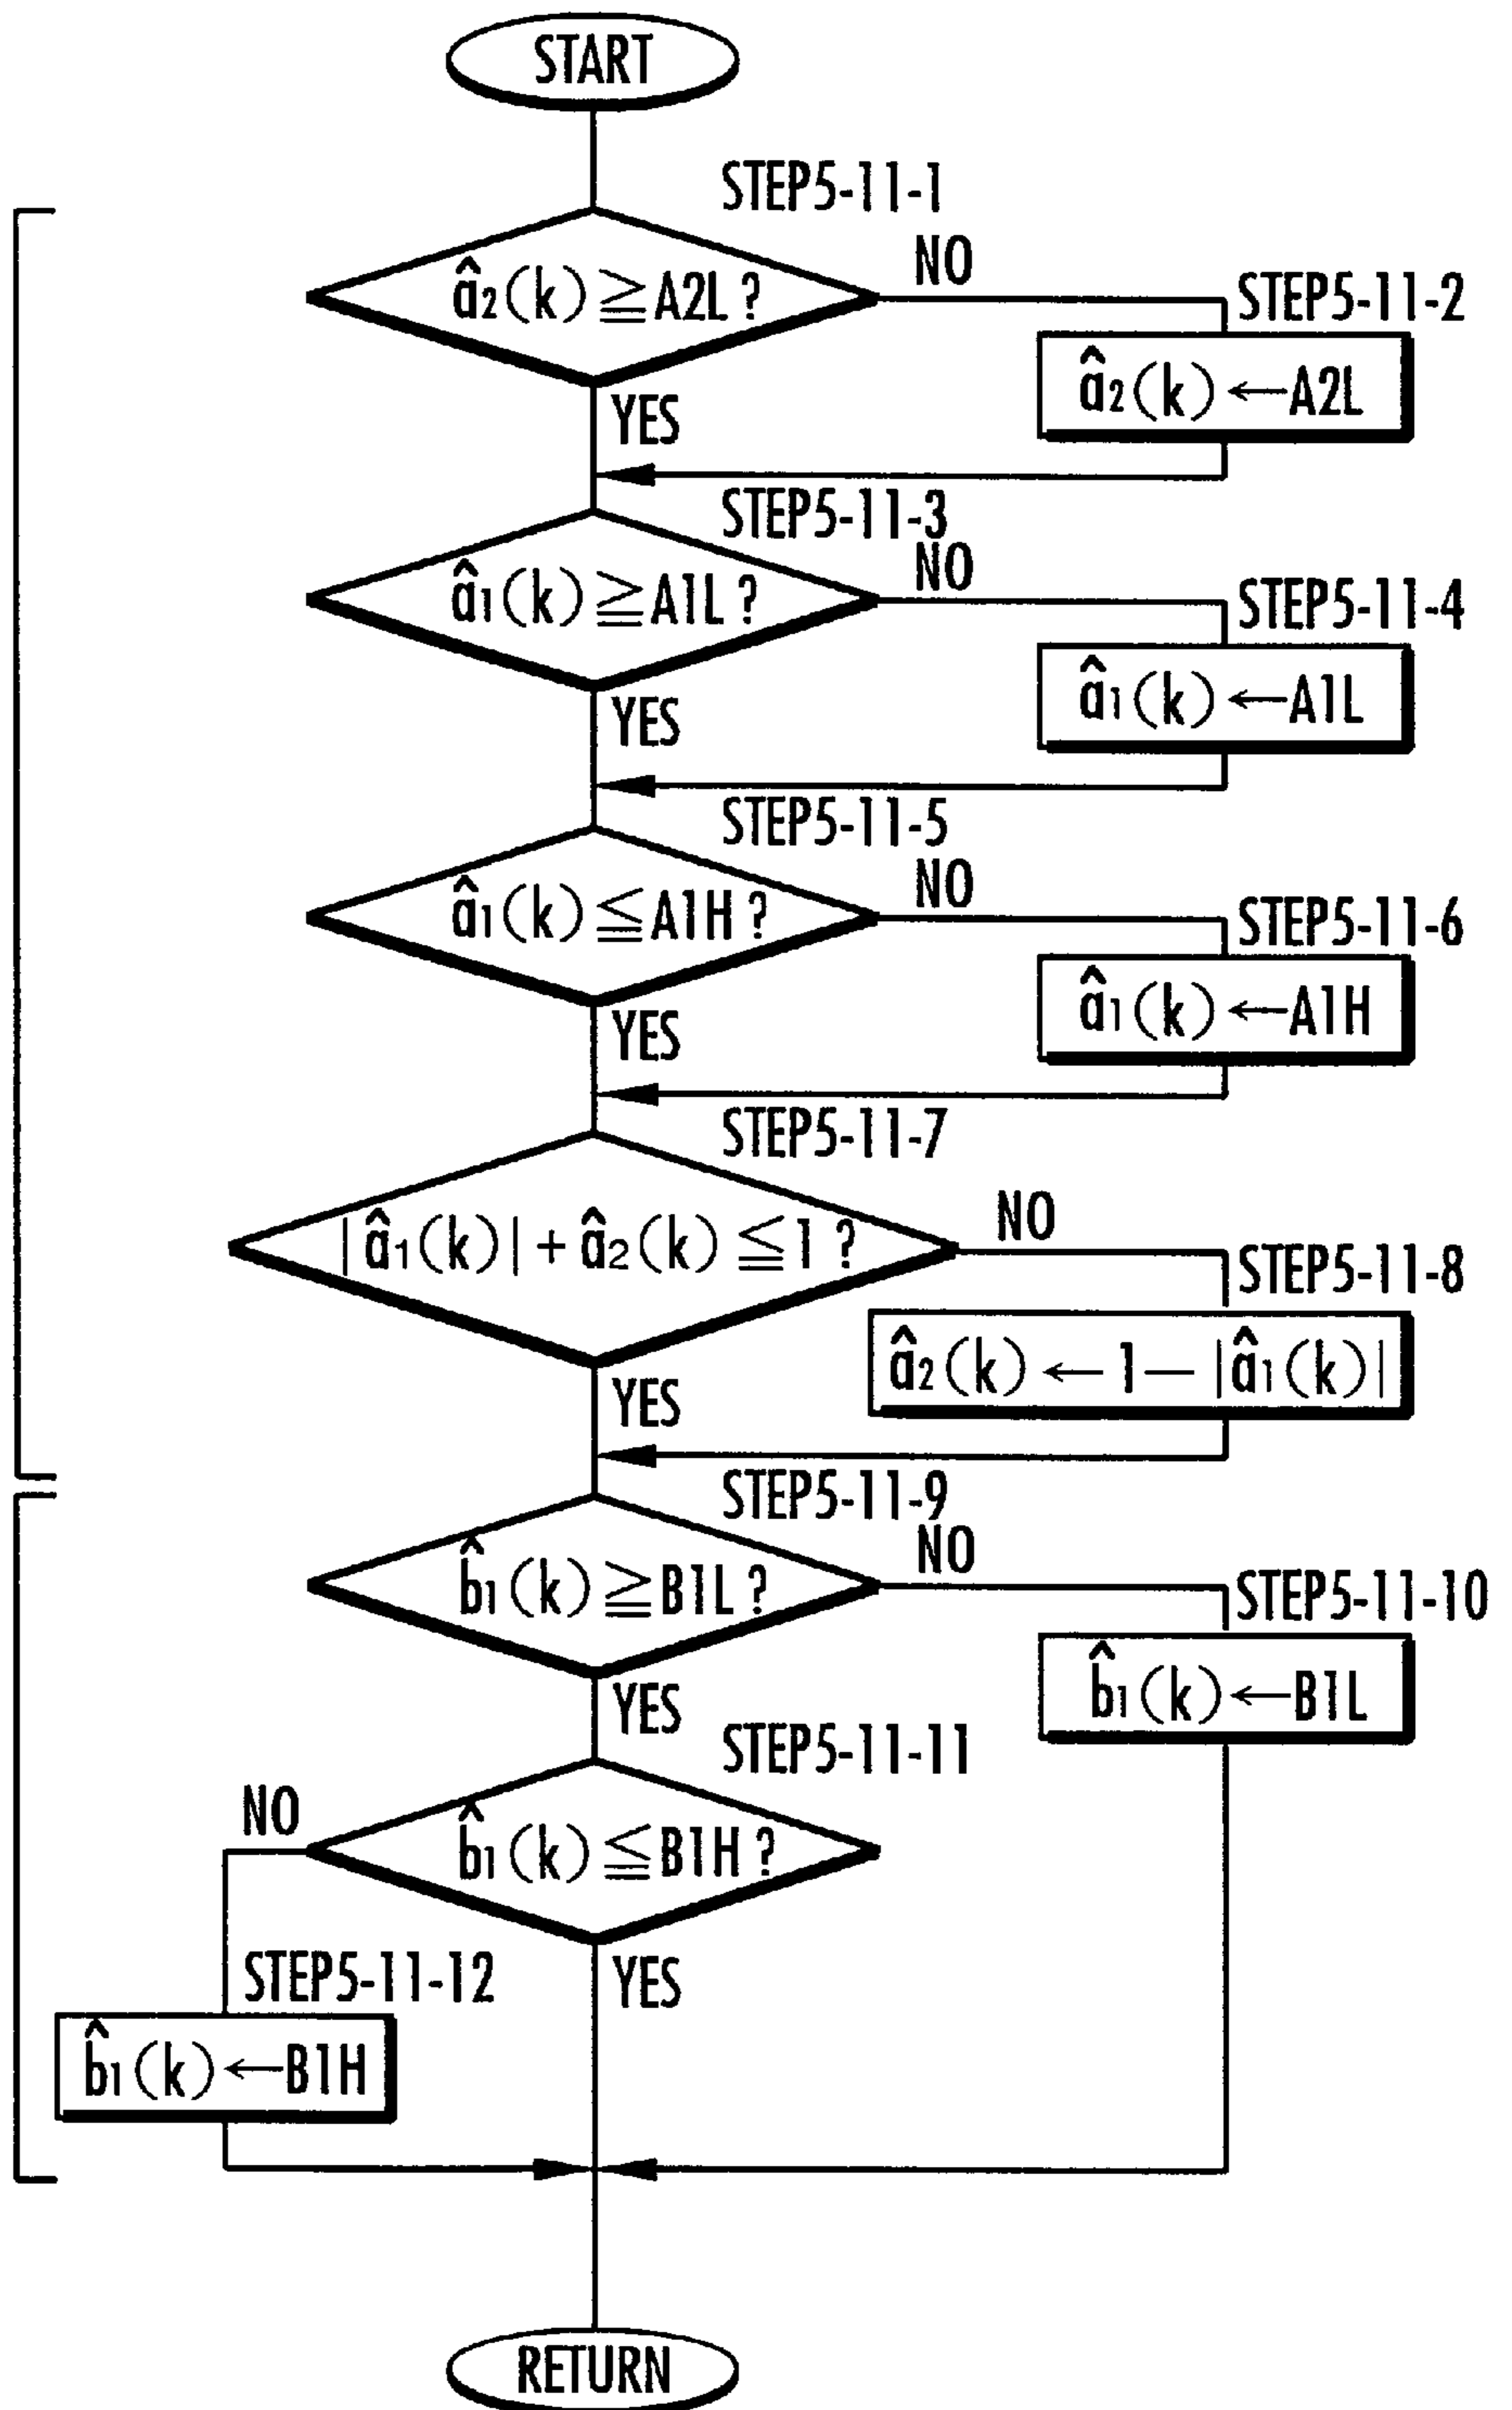 START
STEP5-11-1
â₂(k)≧A2L?
NO
STEP5-11-2
â₂(k)←A2L
YES
STEP5-11-3
â₁(k)≧A1L?
NO
STEP5-11-4
â₁(k)←A1L
YES
STEP5-11-5
â₁(k)≦A1H?
NO
STEP5-11-6
â₁(k)←A1H
YES
STEP5-11-7
|â₁(k)|+â₂(k)≦1?
NO
STEP5-11-8
â₂(k)←1—|â₁(k)|
YES
STEP5-11-9
b̂₁(k)≧B1L?
NO
STEP5-11-10
b̂₁(k)←B1L
YES
STEP5-11-11
b̂₁(k)≦B1H?
NO
STEP5-11-12
b̂₁(k)←B1H
YES
RETURN